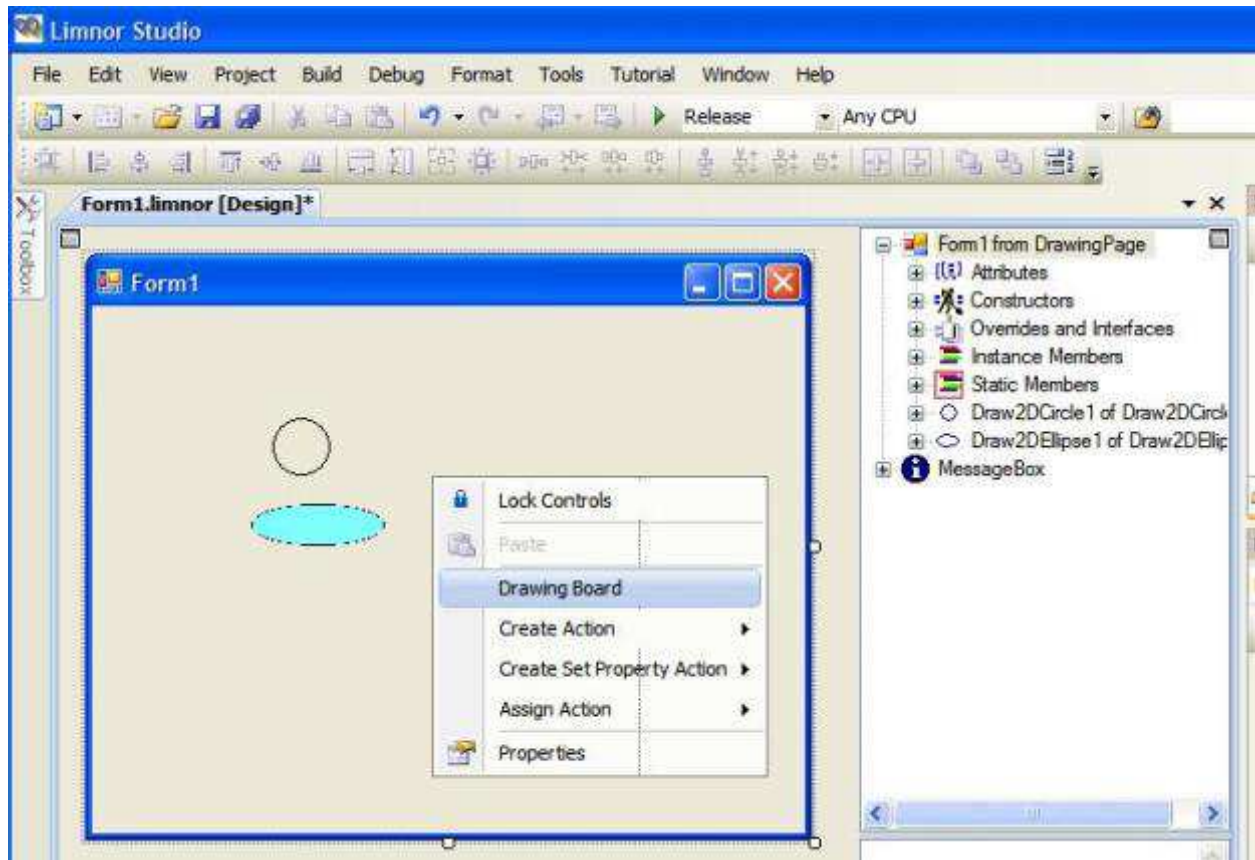 Limnor Studio
File Edit View Project Build Debug Format Tools Tutorial Window Help
Release Any CPU
Toolbox
Form1.limnor [Design]*
Form1
Lock Controls
Paste
Drawing Board
Create Action
Create Set Property Action
Assign Action
Properties
Form1 from DrawingPage
Attributes
Constructors
Overrides and Interfaces
Instance Members
Static Members
Draw2DCircle1 of Draw2DCircl
Draw2DEllipse1 of Draw2DEllip
MessageBox